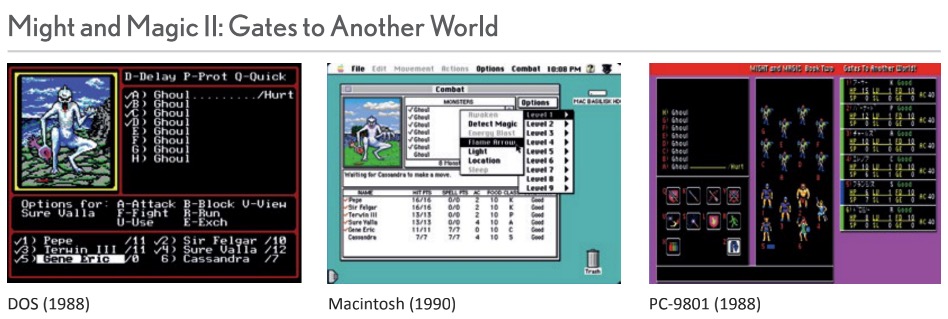 Might and Magic II: Gates to Another World
D-Delay P-Prot Q-Quick
√A) Ghoul........./Hurt
√B) Ghoul
√C) Ghoul
√D) Ghoul
E) Ghoul
F) Ghoul
G) Ghoul
H) Ghoul
Options for: A-Attack B-Block V-View
Sure Valla F-Fight R-Run
U-Use E-Exch
√1) Pepe /11 √2) Sir Felgar /10
√3) Terwin III /11 √4) Sure Valla /12
√5) Gene Eric /0 6) Cassandra /7
File Edit Movement Actions Options Combat 10:08 PM
Combat
MONSTERS
√Ghoul
√Ghoul
√Ghoul
√Ghoul
√Ghoul
Ghoul
Options
Awaken
Detect Magic
Energy Blast
Flame Arrow
Light
Location
Sleep
Level 1
Level 2
Level 3
Level 4
Level 5
Level 6
Level 7
Level 8
Level 9
MAC BASILISK HD
Waiting for Cassandra to make a move.
NAME HIT PTS SPELL PTS AC FOOD CLASS
Pepe 16/16 0/0 2 10 K Good
Sir Felgar 16/16 0/0 2 10 K Good
Terwin III 13/13 0/0 2 10 P Good
Sure Valla 13/13 0/0 4 10 A Good
Gene Eric 11/11 7/7 0 10 C Good
Cassandra 7/7 7/7 4 10 S Good
Trash
MIGHT and MAGIC Book Two Gates To Another World!
A) Ghoul
Ghoul
Ghoul
Ghoul
Ghoul
Ghoul
Ghoul
Ghoul /Hurt
DOS (1988)
Macintosh (1990)
PC-9801 (1988)